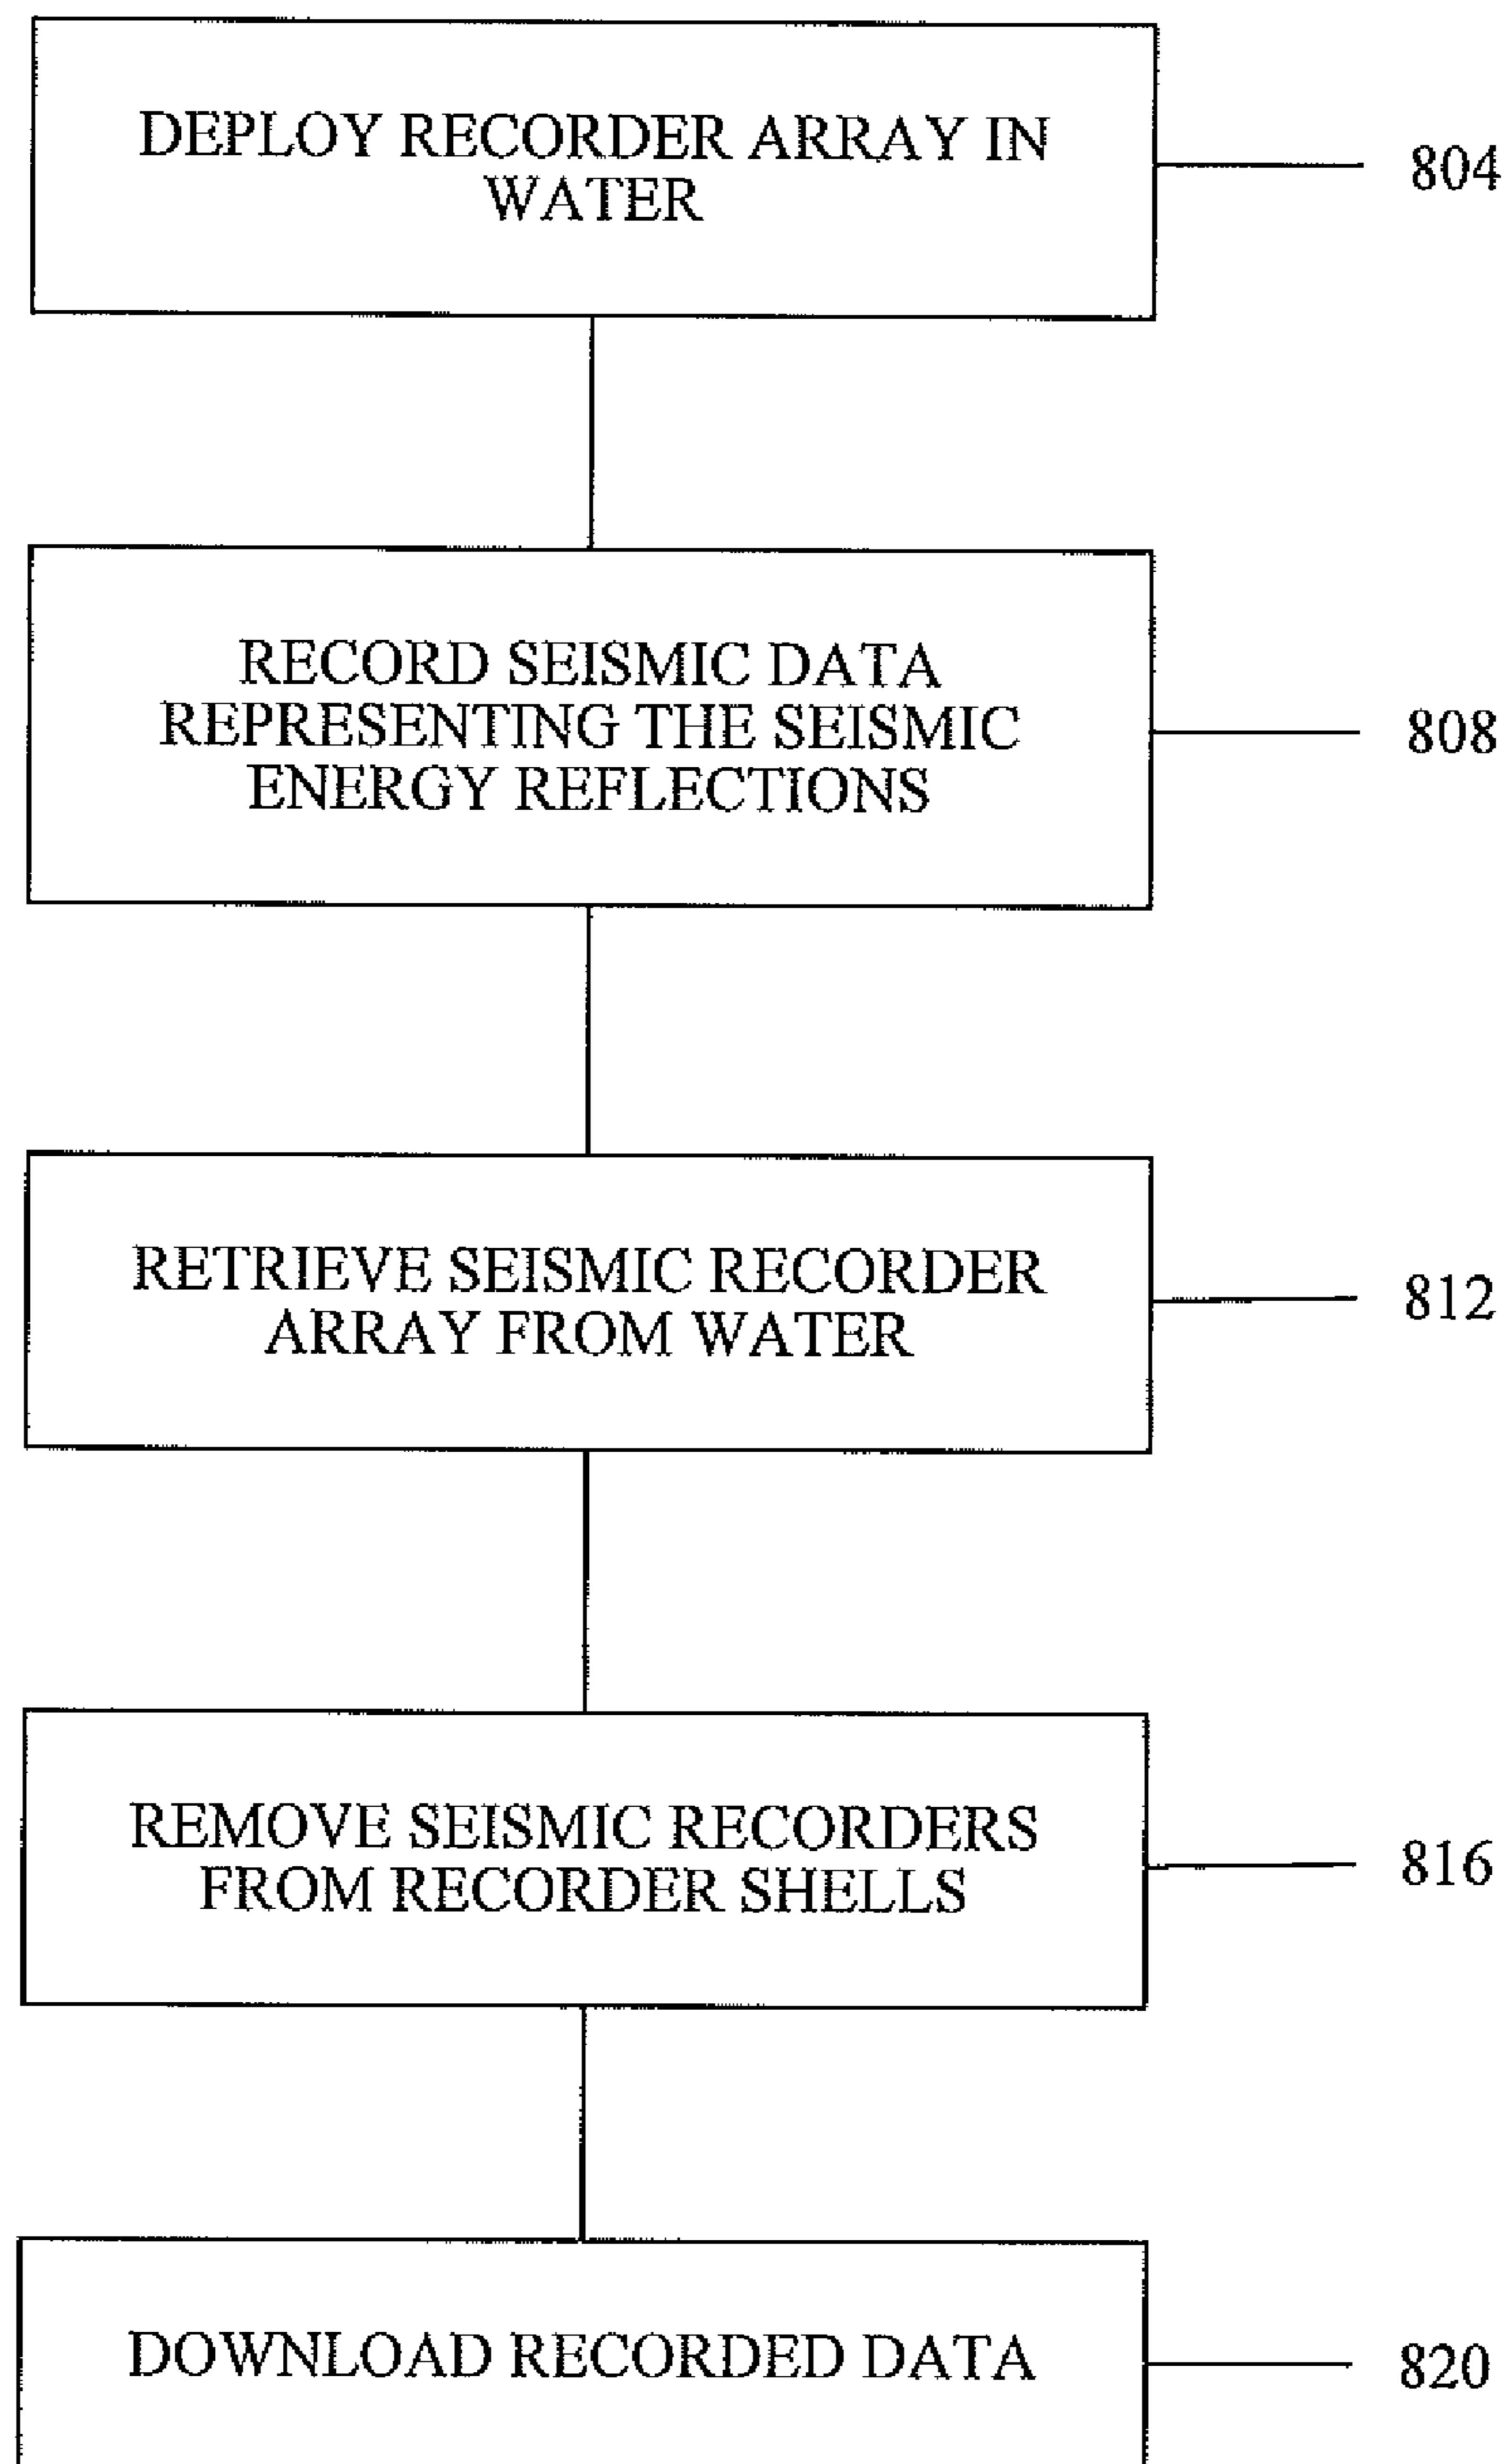 DEPLOY RECORDER ARRAY IN
WATER
804
RECORD SEISMIC DATA
REPRESENTING THE SEISMIC
ENERGY REFLECTIONS
808
RETRIEVE SEISMIC RECORDER
ARRAY FROM WATER
812
REMOVE SEISMIC RECORDERS
FROM RECORDER SHELLS
816
DOWNLOAD RECORDED DATA
820